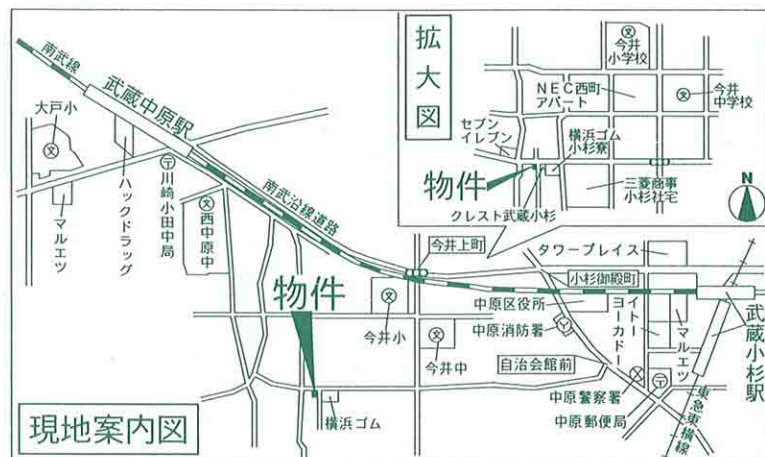 南武線
武蔵中原駅
大戸小
文
マルエツ
ハックドラッグ
〒
川崎小田中局
文
西中原中
南武沿線道路
物件
横浜ゴム
現地案内図
文
今井小
文
今井中
今井上町
小杉御殿町
中原区役所
中原消防署
自治会館前
中原警察署
〒
中原郵便局
タワープレイス
イトーヨーカドー
マルエツ
武蔵小杉駅
東急東横線
拡大図
文
今井
小学校
NEC西町
アパート
文
今井
中学校
セブン
イレブン
横浜ゴム
小杉寮
物件
クレスト武蔵小杉
三菱商事
小杉社宅
N